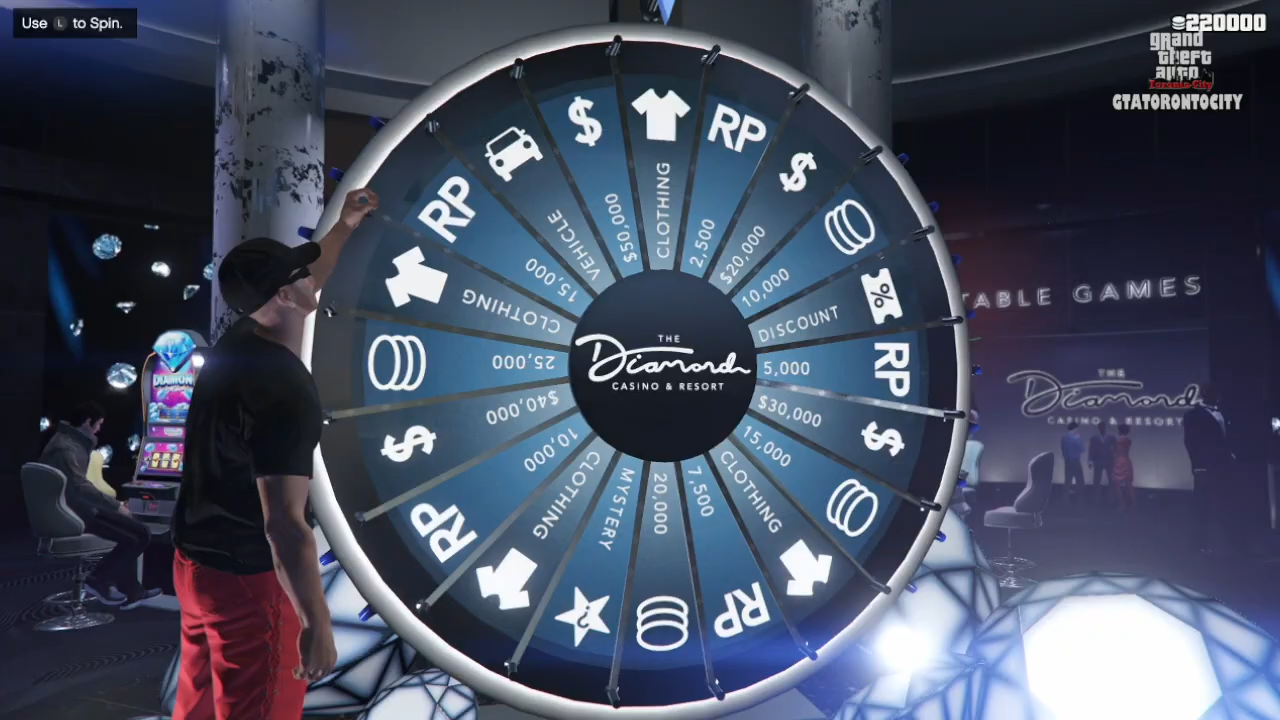 Use L to Spin.
220000
grand
theft
auto
Toronto City
GTATORONTOCITY
$50,000
CLOTHING
RP
2,500
$20,000
10,000
DISCOUNT
%
RP
5,000
$
$30,000
15,000
CLOTHING
RP
7,500
20,000
?
MYSTERY
CLOTHING
RP
10,000
$
$40,000
25,000
CLOTHING
RP
15,000
VEHICLE
$
$
THE
Diamond
CASINO & RESORT
TABLE GAMES
THE
Diamond
CASINO & RESORT
DIAMOND